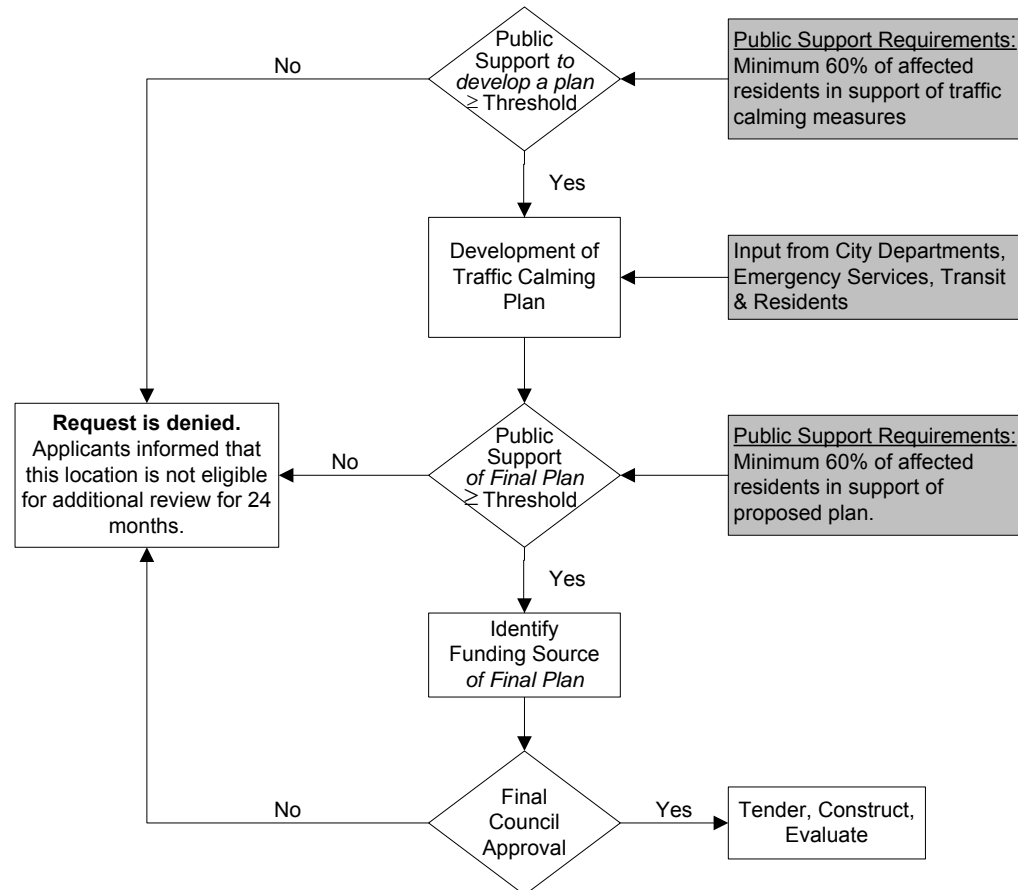 Public
Support to
develop a plan
≥ Threshold
No
Public Support Requirements:
Minimum 60% of affected
residents in support of traffic
calming measures
Yes
Development of
Traffic Calming
Plan
Input from City Departments,
Emergency Services, Transit
& Residents
Request is denied.
Applicants informed that
this location is not eligible
for additional review for 24
months.
No
Public
Support
of Final Plan
≥ Threshold
Public Support Requirements:
Minimum 60% of affected
residents in support of
proposed plan.
Yes
Identify
Funding Source
of Final Plan
No
Final
Council
Approval
Yes
Tender, Construct,
Evaluate